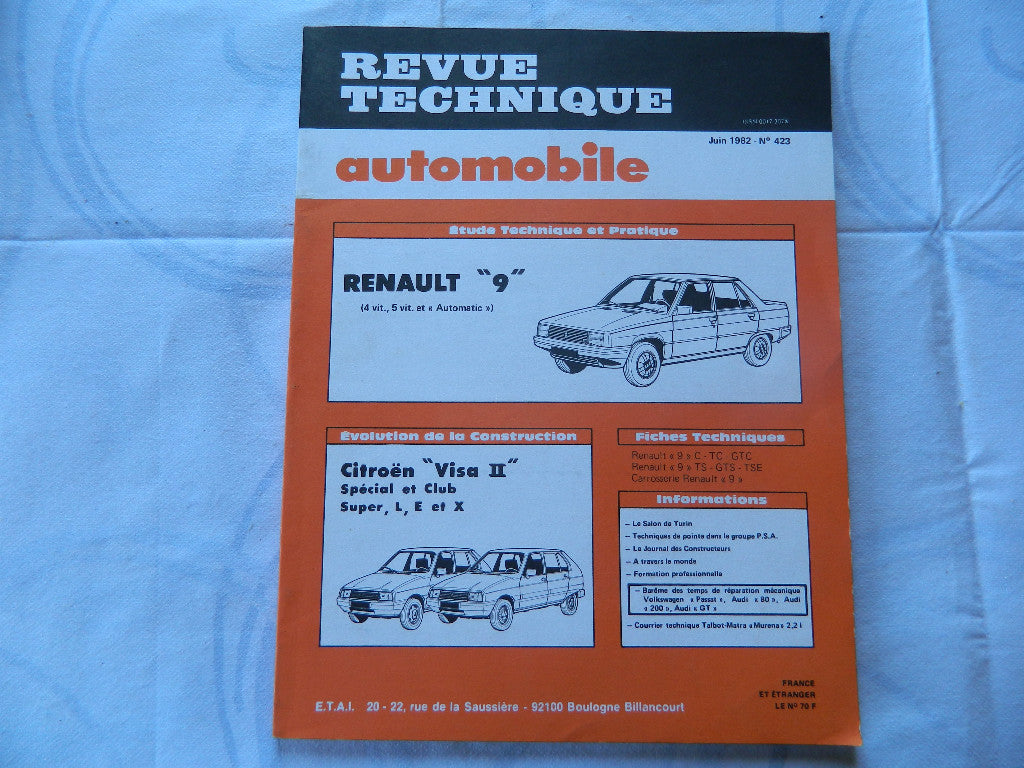 REVUE
TECHNIQUE
Juin 1982 - Nº 423
automobile
Étude Technique et Pratique
RENAULT "9"
(4 vit., 5 vit. et « Automatic »)
Évolution de la Construction
Citroën "Visa II"
Spécial et Club
Super, L, E et X
Fiches Techniques
Renault « 9 » C - TC - GTC
Renault « 9 » TS - GTS - TSE
Carrosserie Renault « 9 »
Informations
— Le Salon de Turin
— Techniques de pointe dans le groupe P.S.A.
— Le Journal des Constructeurs
— A travers le monde
— Formation professionnelle
— Barême des temps de réparation mécanique
Volkswagen « Passat », Audi « 80 », Audi
« 200 », Audi « GT »
— Courrier technique Talbot-Matra « Murena » 2,2 l
FRANCE
ET ÉTRANGER
LE Nº 70 F
E.T.A.I. 20 - 22, rue de la Saussière - 92100 Boulogne Billancourt